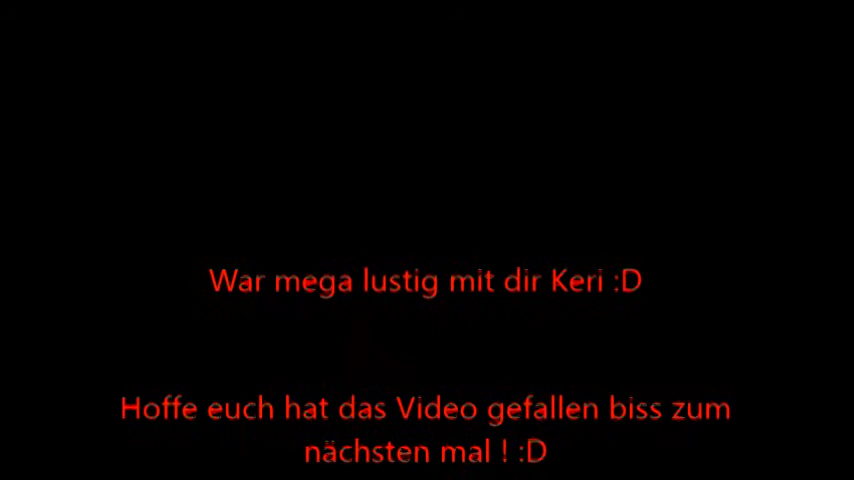 War mega lustig mit dir Keri :D
Hoffe euch hat das Video gefallen biss zum
nächsten mal ! :D